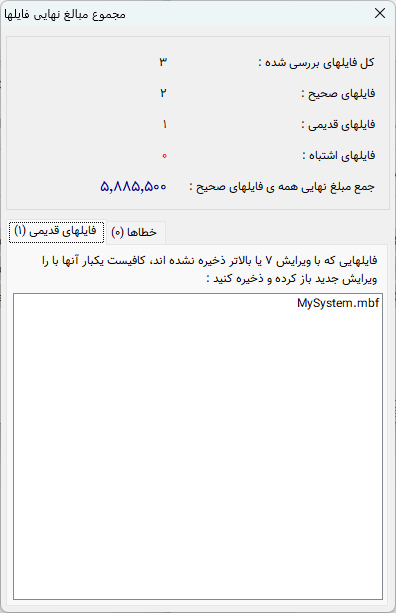 مجموع مبالغ نهایی فایلها
کل فایلهای بررسی شده : ۳
فایلهای صحیح : ۲
فایلهای قدیمی : ۱
فایلهای اشتباه : ۰
جمع مبلغ نهایی همه ی فایلهای صحیح : ۵,۸۸۵,۵۰۰
خطاها (۰) فایلهای قدیمی (۱)
فایلهایی که با ویرایش ۷ یا بالاتر ذخیره نشده اند، کافیست یکبار آنها با را
ویرایش جدید باز کرده و ذخیره کنید :
MySystem.mbf